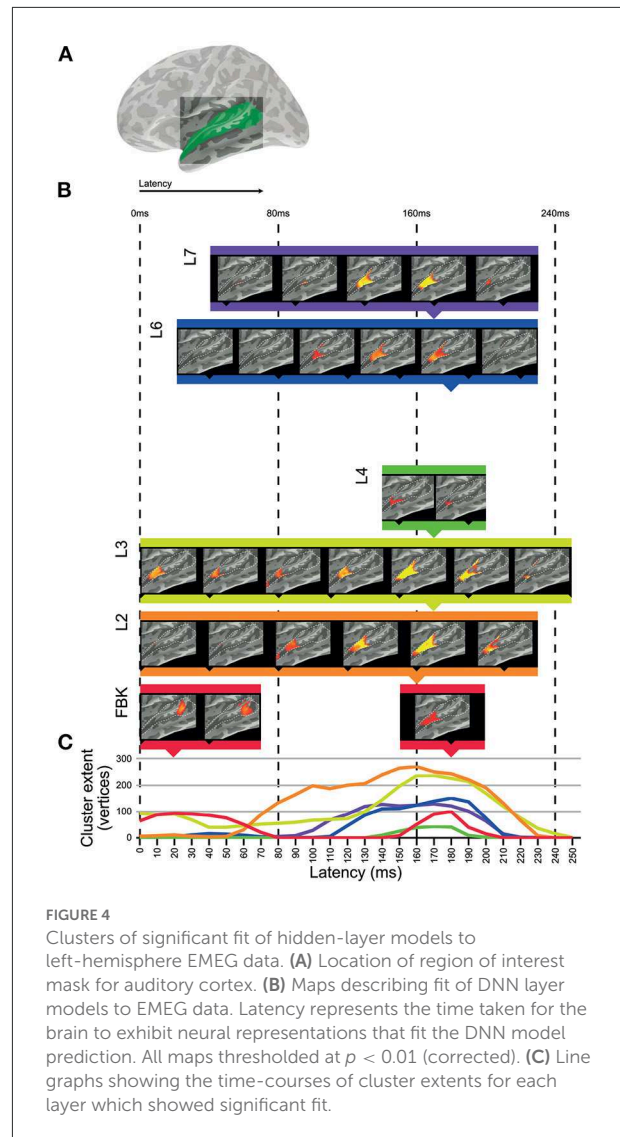 A
B
Latency
0ms
80ms
160ms
240ms
L7
L6
L4
L3
L2
FBK
C
Cluster extent
(vertices)
300
200
100
0
0 10 20 30 40 50 60 70 80 90 100 110 120 130 140 150 160 170 180 190 200 210 220 230 240 250
Latency (ms)
FIGURE 4
Clusters of significant fit of hidden-layer models to
left-hemisphere EMEG data. (A) Location of region of interest
mask for auditory cortex. (B) Maps describing fit of DNN layer
models to EMEG data. Latency represents the time taken for the
brain to exhibit neural representations that fit the DNN model
prediction. All maps thresholded at p < 0.01 (corrected). (C) Line
graphs showing the time-courses of cluster extents for each
layer which showed significant fit.